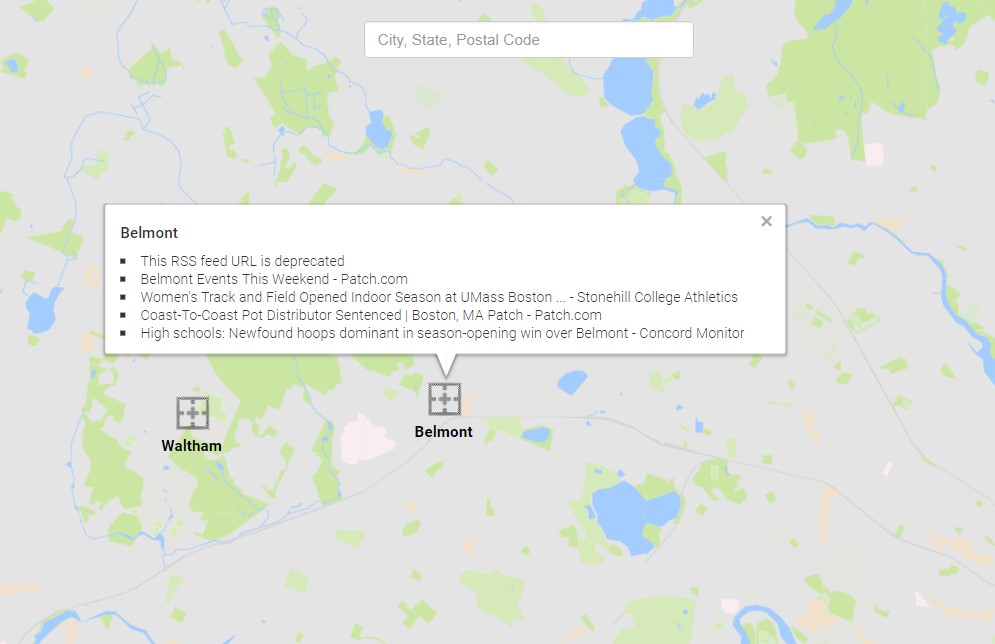 City, State, Postal Code
Belmont
This RSS feed URL is deprecated
Belmont Events This Weekend - Patch.com
Women's Track and Field Opened Indoor Season at UMass Boston ... - Stonehill College Athletics
Coast-To-Coast Pot Distributor Sentenced | Boston, MA Patch - Patch.com
High schools: Newfound hoops dominant in season-opening win over Belmont - Concord Monitor
Belmont
Waltham